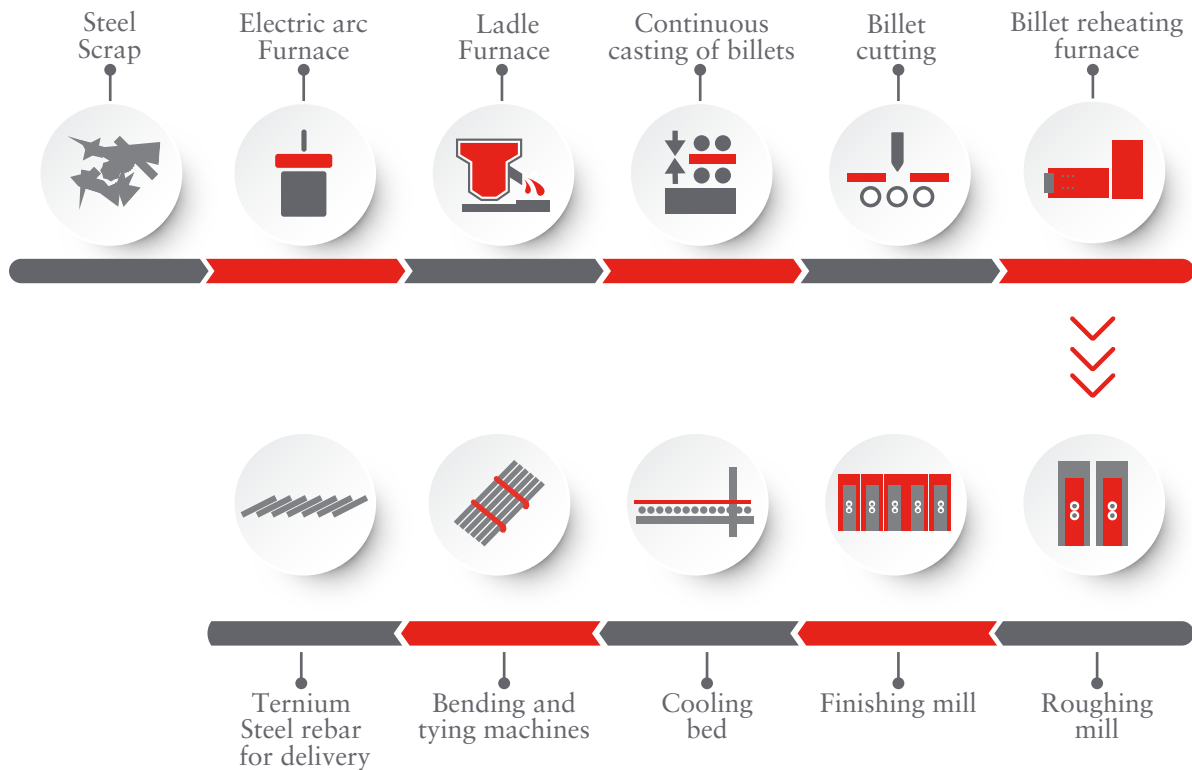 Steel
Scrap
Electric arc
Furnace
Ladle
Furnace
Continuous
casting of billets
Billet
cutting
Billet reheating
furnace
Ternium
Steel rebar
for delivery
Bending and
tying machines
Cooling
bed
Finishing mill
Roughing
mill